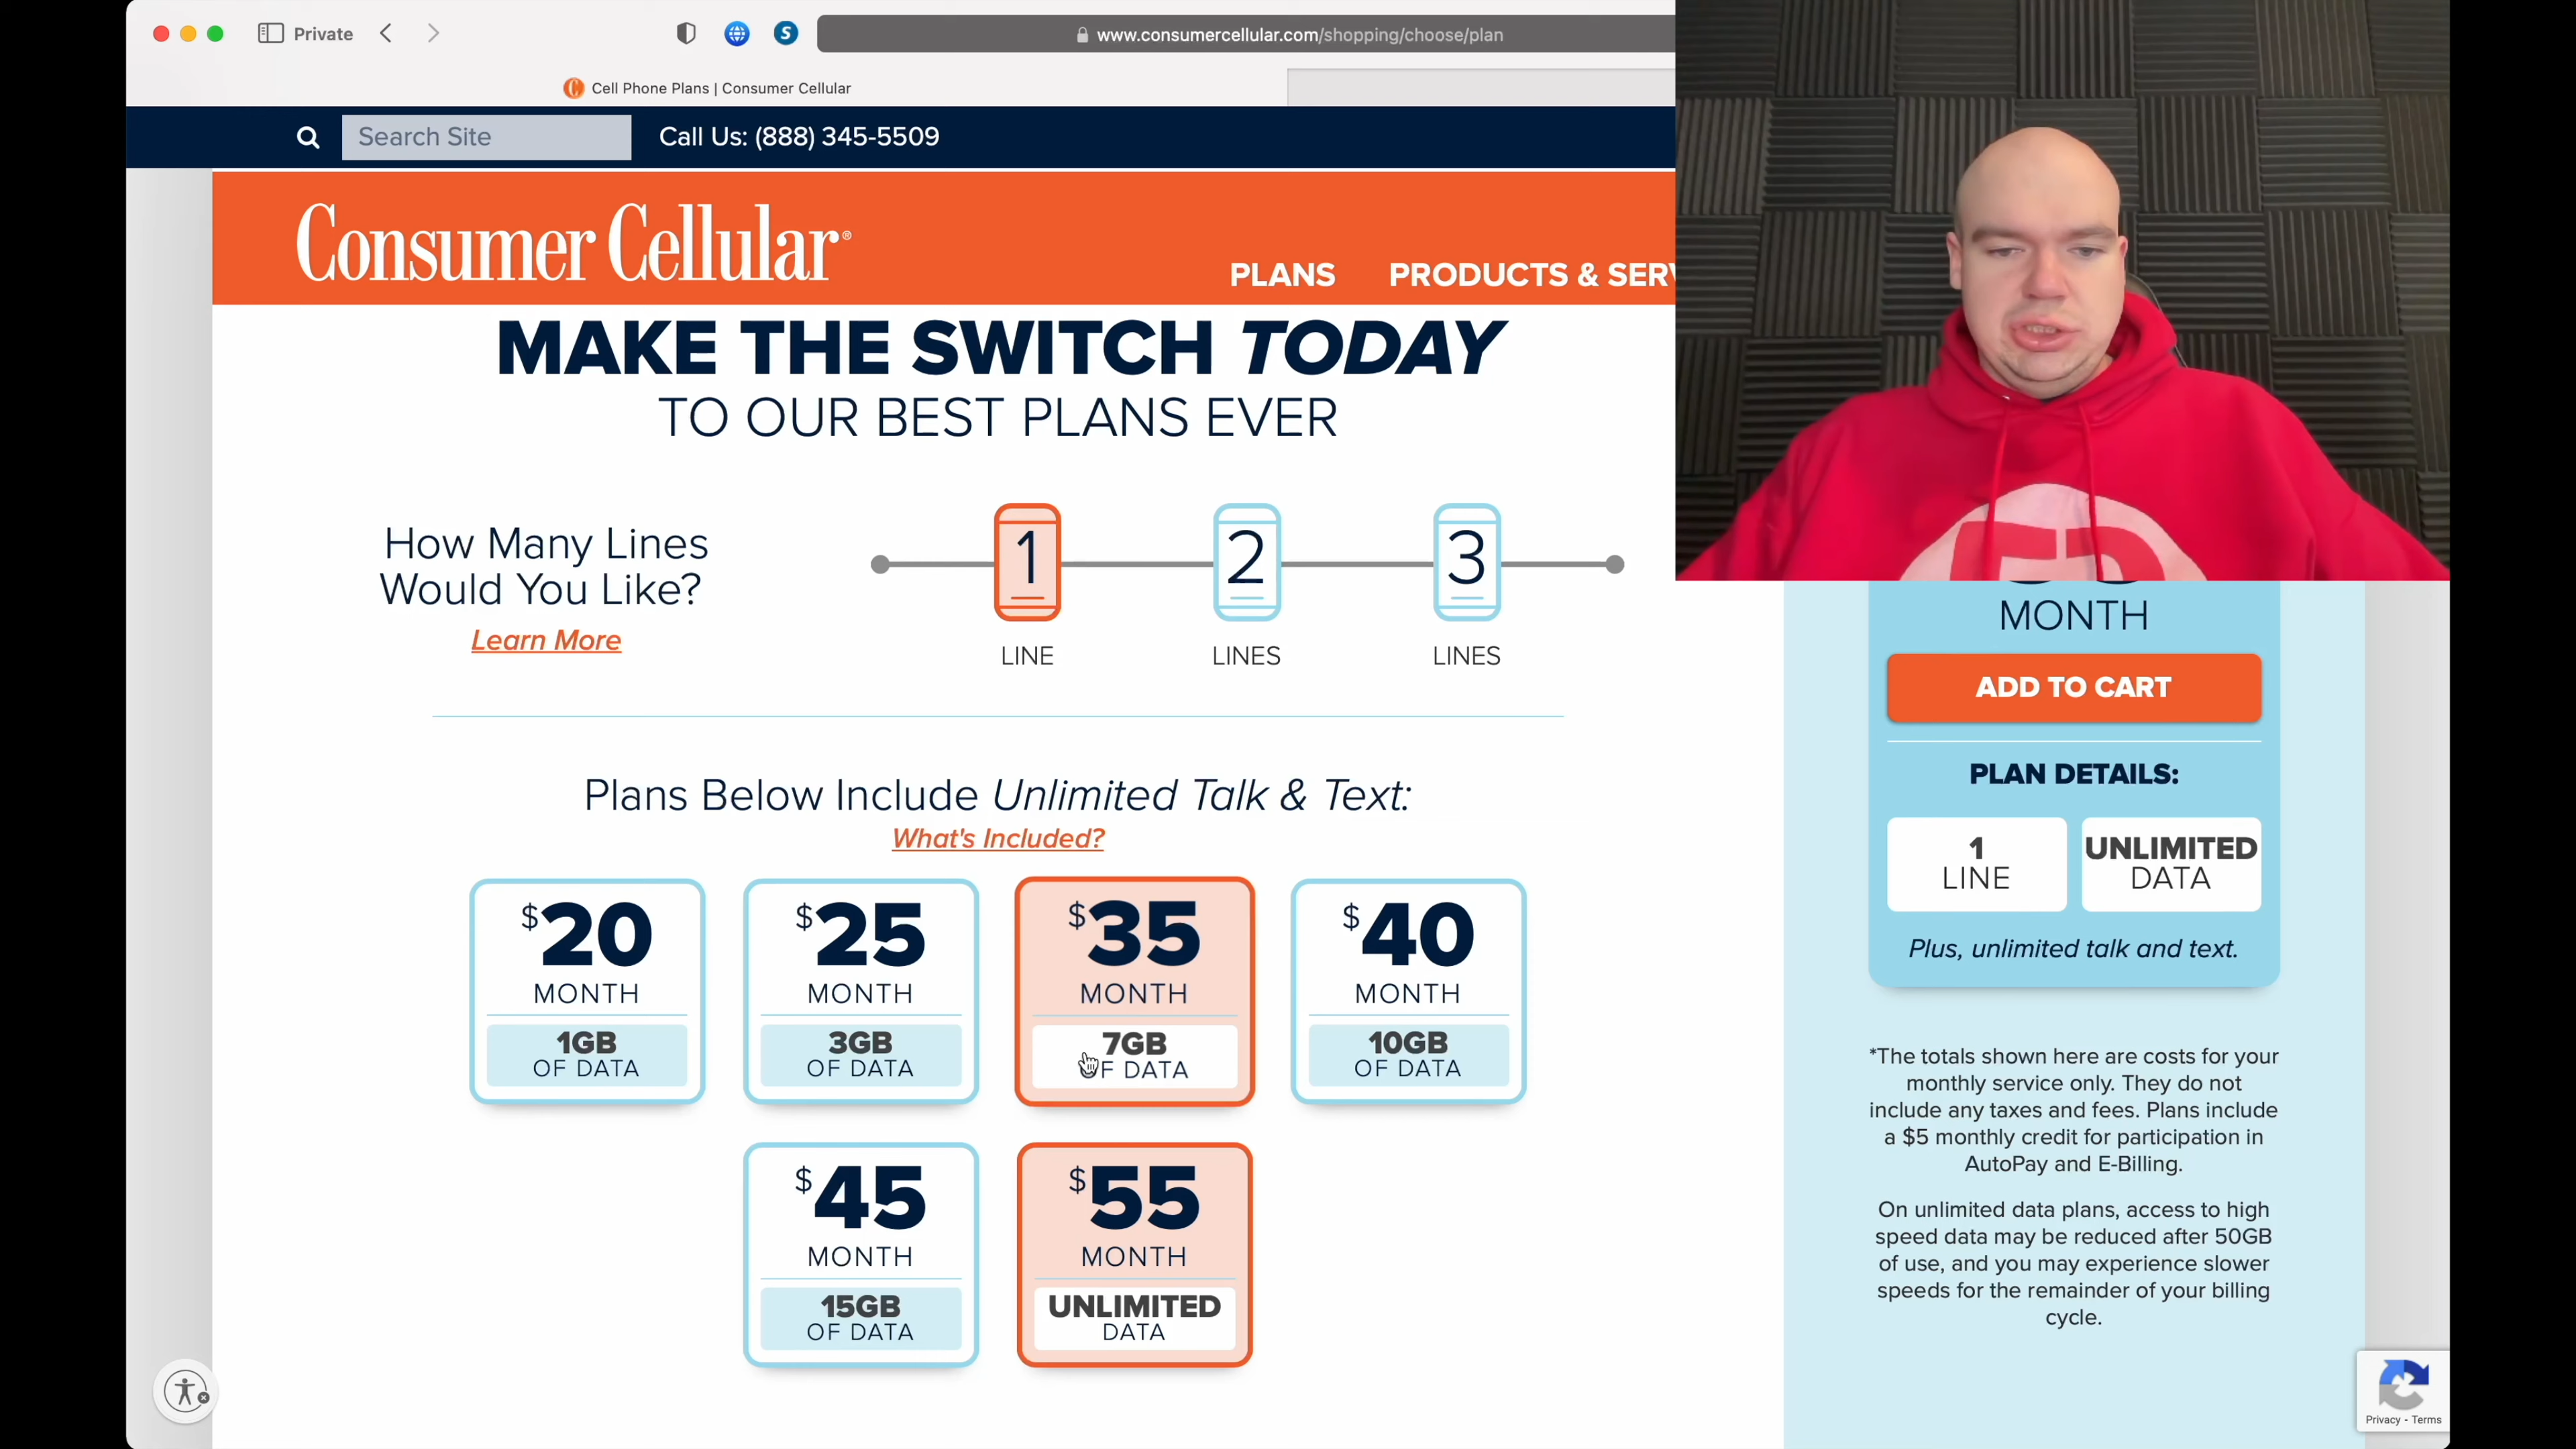 Private
www.consumercellular.com/shopping/choose/plan
Cell Phone Plans | Consumer Cellular
Search Site
Call Us: (888) 345-5509
Consumer Cellular®
PLANS
PRODUCTS & SERV
MAKE THE SWITCH TODAY
TO OUR BEST PLANS EVER
How Many Lines
Would You Like?
Learn More
1
LINE
2
LINES
3
LINES
Plans Below Include Unlimited Talk & Text:
What's Included?
$20
MONTH
1GB
OF DATA
$25
MONTH
3GB
OF DATA
$35
MONTH
7GB
OF DATA
$40
MONTH
10GB
OF DATA
$45
MONTH
15GB
OF DATA
$55
MONTH
UNLIMITED
DATA
MONTH
ADD TO CART
PLAN DETAILS:
1
LINE
UNLIMITED
DATA
Plus, unlimited talk and text.
*The totals shown here are costs for your
monthly service only. They do not
include any taxes and fees. Plans include
a $5 monthly credit for participation in
AutoPay and E-Billing.
On unlimited data plans, access to high
speed data may be reduced after 50GB
of use, and you may experience slower
speeds for the remainder of your billing
cycle.
Privacy - Terms